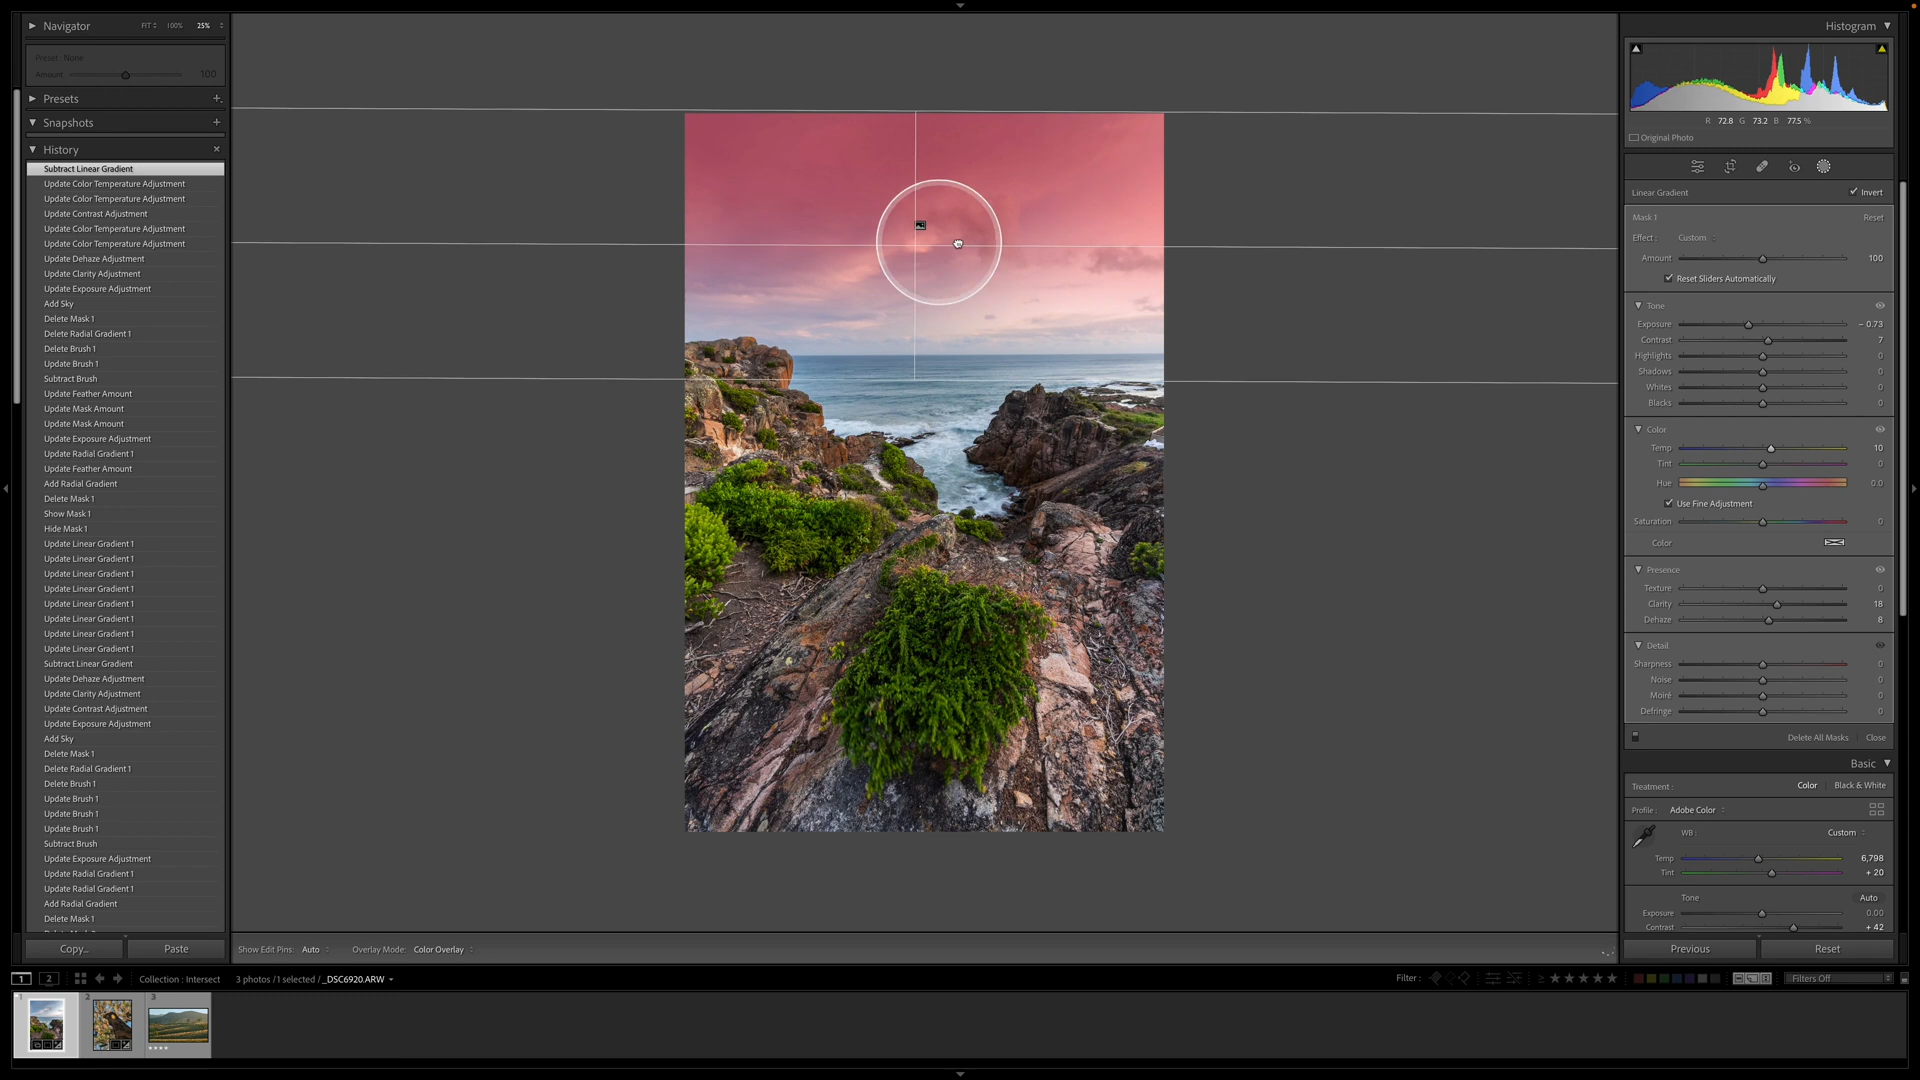 Navigator
FIT
100%
25%
Preset : None
Amount
100
Presets
Snapshots
History
Subtract Linear Gradient
Update Color Temperature Adjustment
Update Color Temperature Adjustment
Update Contrast Adjustment
Update Color Temperature Adjustment
Update Color Temperature Adjustment
Update Dehaze Adjustment
Update Clarity Adjustment
Update Exposure Adjustment
Add Sky
Delete Mask 1
Delete Radial Gradient 1
Delete Brush 1
Update Brush 1
Subtract Brush
Update Feather Amount
Update Mask Amount
Update Mask Amount
Update Exposure Adjustment
Update Radial Gradient 1
Update Feather Amount
Add Radial Gradient
Delete Mask 1
Show Mask 1
Hide Mask 1
Update Linear Gradient 1
Update Linear Gradient 1
Update Linear Gradient 1
Update Linear Gradient 1
Update Linear Gradient 1
Update Linear Gradient 1
Update Linear Gradient 1
Update Linear Gradient 1
Subtract Linear Gradient
Update Dehaze Adjustment
Update Clarity Adjustment
Update Contrast Adjustment
Update Exposure Adjustment
Add Sky
Delete Mask 1
Delete Radial Gradient 1
Delete Brush 1
Update Brush 1
Update Brush 1
Update Brush 1
Subtract Brush
Update Exposure Adjustment
Update Radial Gradient 1
Update Radial Gradient 1
Add Radial Gradient
Delete Mask 1
Copy...
Paste
Show Edit Pins: Auto
Overlay Mode: Color Overlay
Histogram
R 72.8 G 73.2 B 77.5 %
Original Photo
Linear Gradient
Invert
Mask 1
Reset
Effect : Custom
Amount 100
Reset Sliders Automatically
Tone
Exposure – 0.73
Contrast 7
Highlights 0
Shadows 0
Whites 0
Blacks 0
Color
Temp 10
Tint 0
Hue 0.0
Use Fine Adjustment
Saturation 0
Color
Presence
Texture 0
Clarity 18
Dehaze 8
Detail
Sharpness 0
Noise 0
Moiré 0
Defringe 0
Delete All Masks
Close
Basic
Treatment : Color Black & White
Profile : Adobe Color
WB : Custom
Temp 6,798
Tint + 20
Tone Auto
Exposure 0.00
Contrast + 42
Previous
Reset
1
2
Collection : Intersect
3 photos / 1 selected / _DSC6920.ARW
Filter :
≥
Filters Off
1
2
3